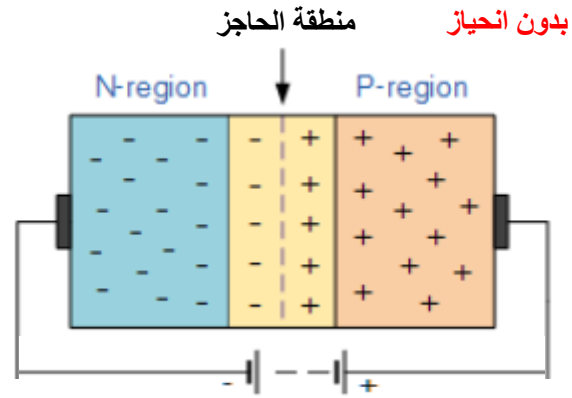 بدون انحياز
منطقة الحاجز
N-region
P-region
- +